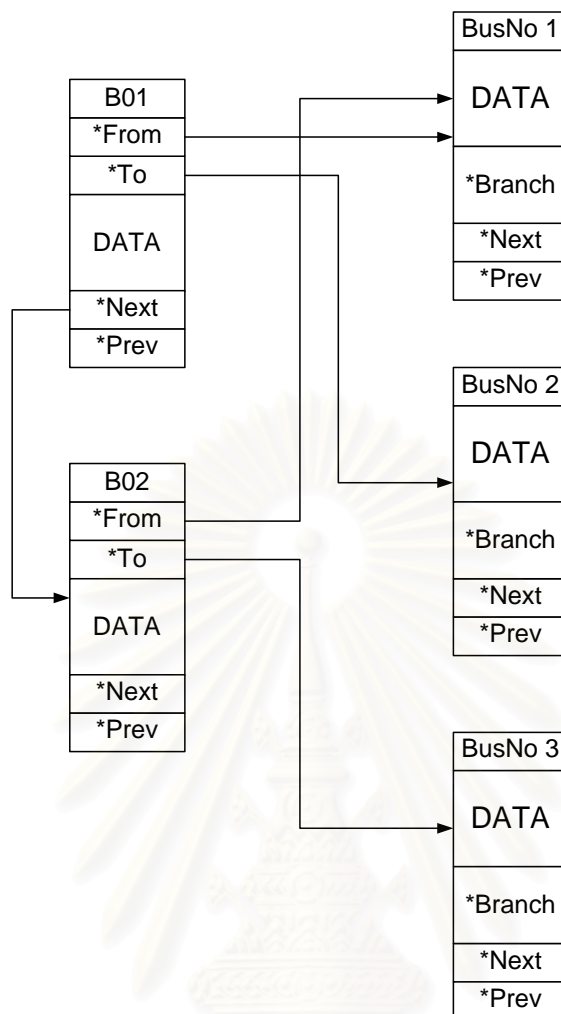 B01
*From
*To
DATA
*Next
*Prev
B02
*From
*To
DATA
*Next
*Prev
BusNo 1
DATA
*Branch
*Next
*Prev
BusNo 2
DATA
*Branch
*Next
*Prev
BusNo 3
DATA
*Branch
*Next
*Prev